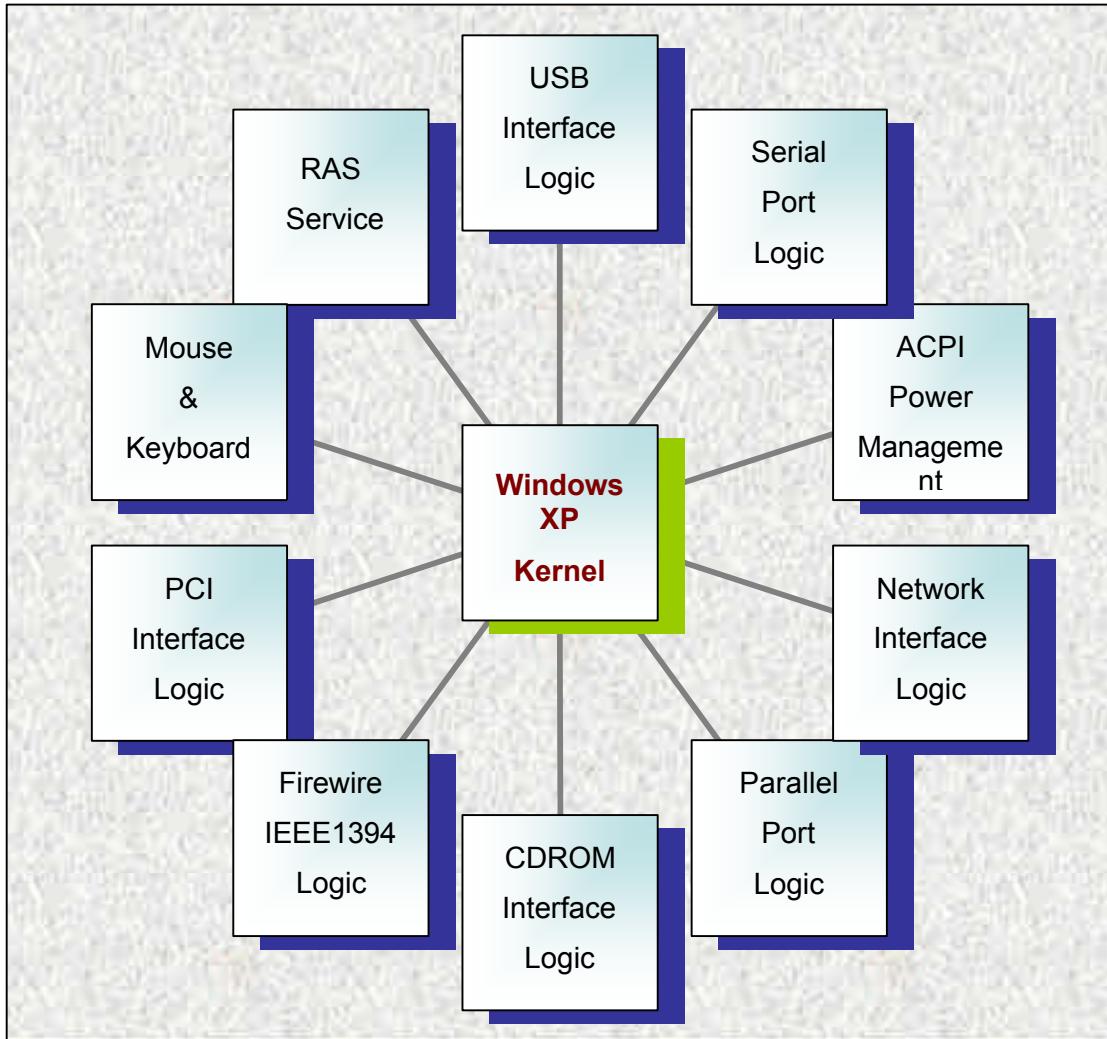 USB
Interface
Logic
RAS
Service
Serial
Port
Logic
Mouse
&
Keyboard
ACPI
Power
Manageme
nt
Windows
XP
Kernel
PCI
Interface
Logic
Network
Interface
Logic
Firewire
IEEE1394
Logic
Parallel
Port
Logic
CDROM
Interface
Logic